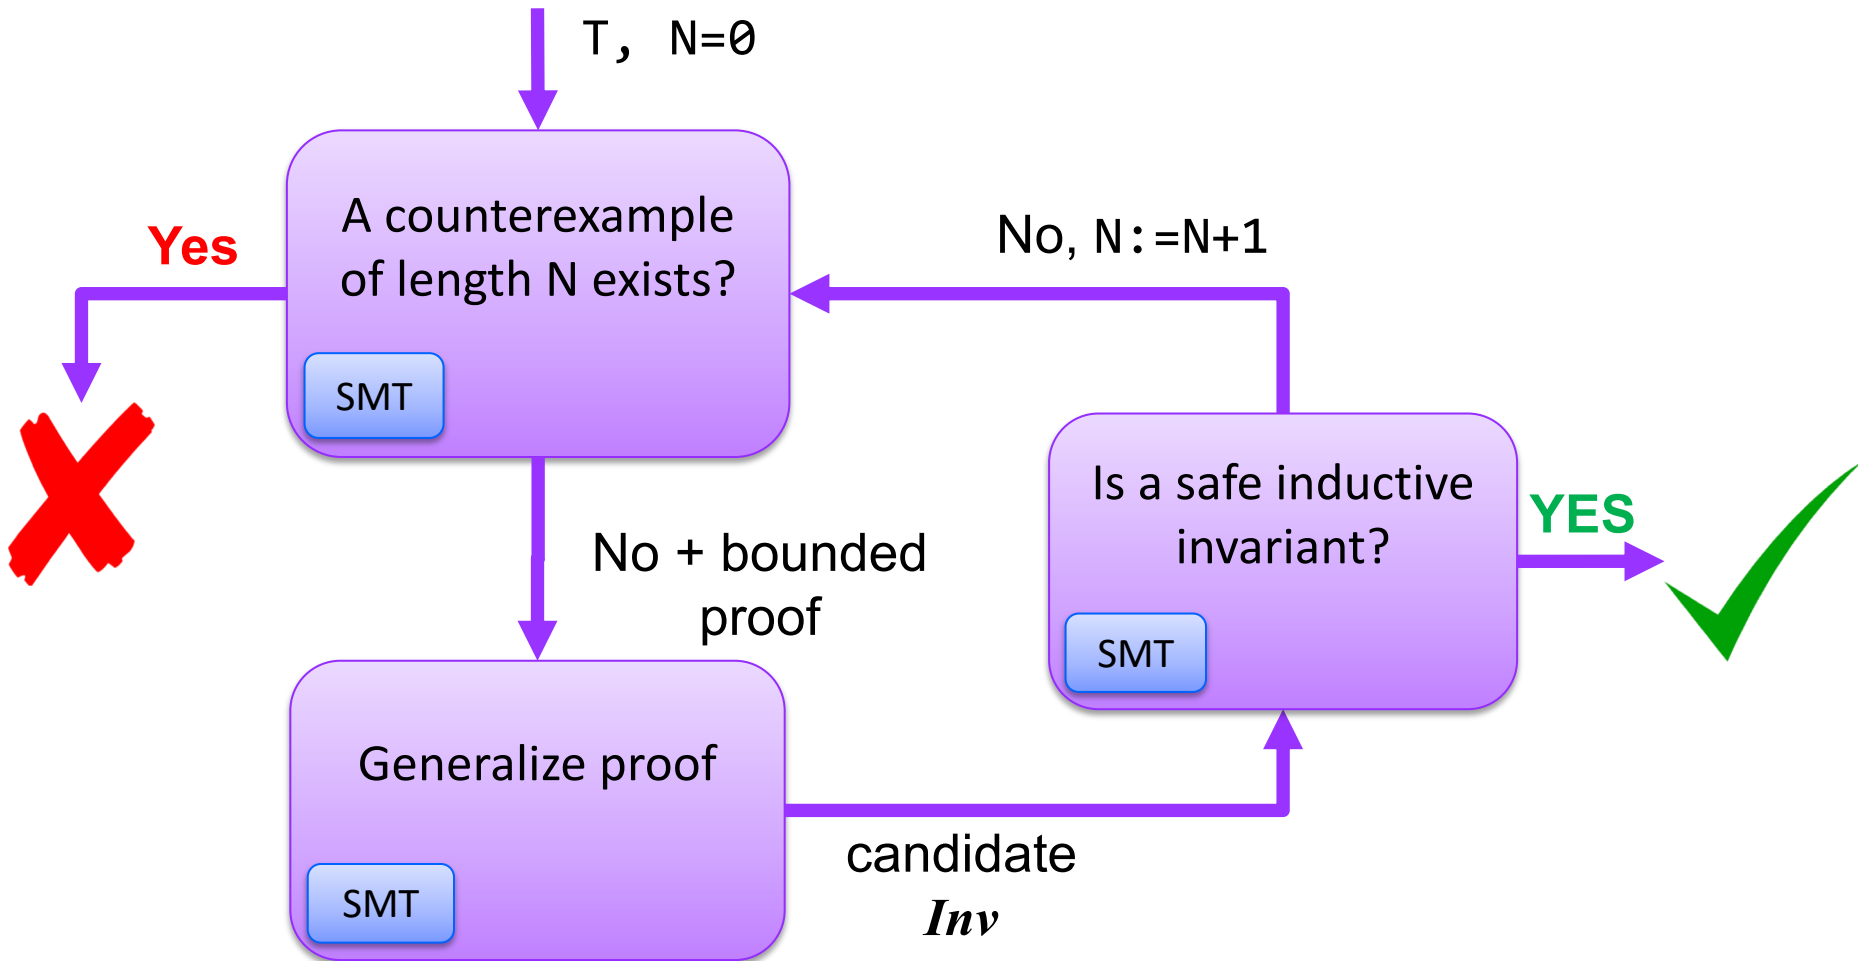 T, N=0
A counterexample
of length N exists?
SMT
Yes
No, N:=N+1
No + bounded
proof
Generalize proof
SMT
candidate
Inv
Is a safe inductive
invariant?
SMT
YES